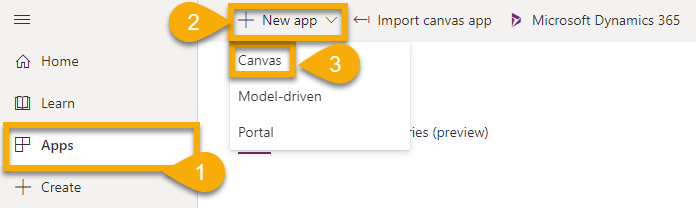 2
New app
Import canvas app
Microsoft Dynamics 365
Home
Canvas
3
Learn
Model-driven
Apps
Portal
ries (preview)
1
Create